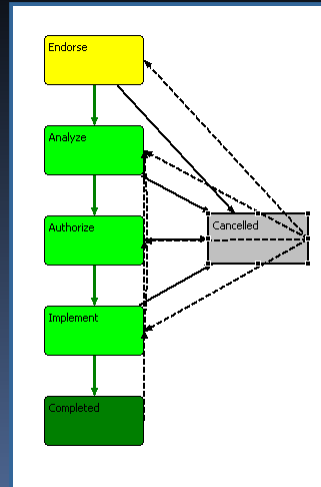 Endorse
Analyze
Authorize
Cancelled
Implement
Completed